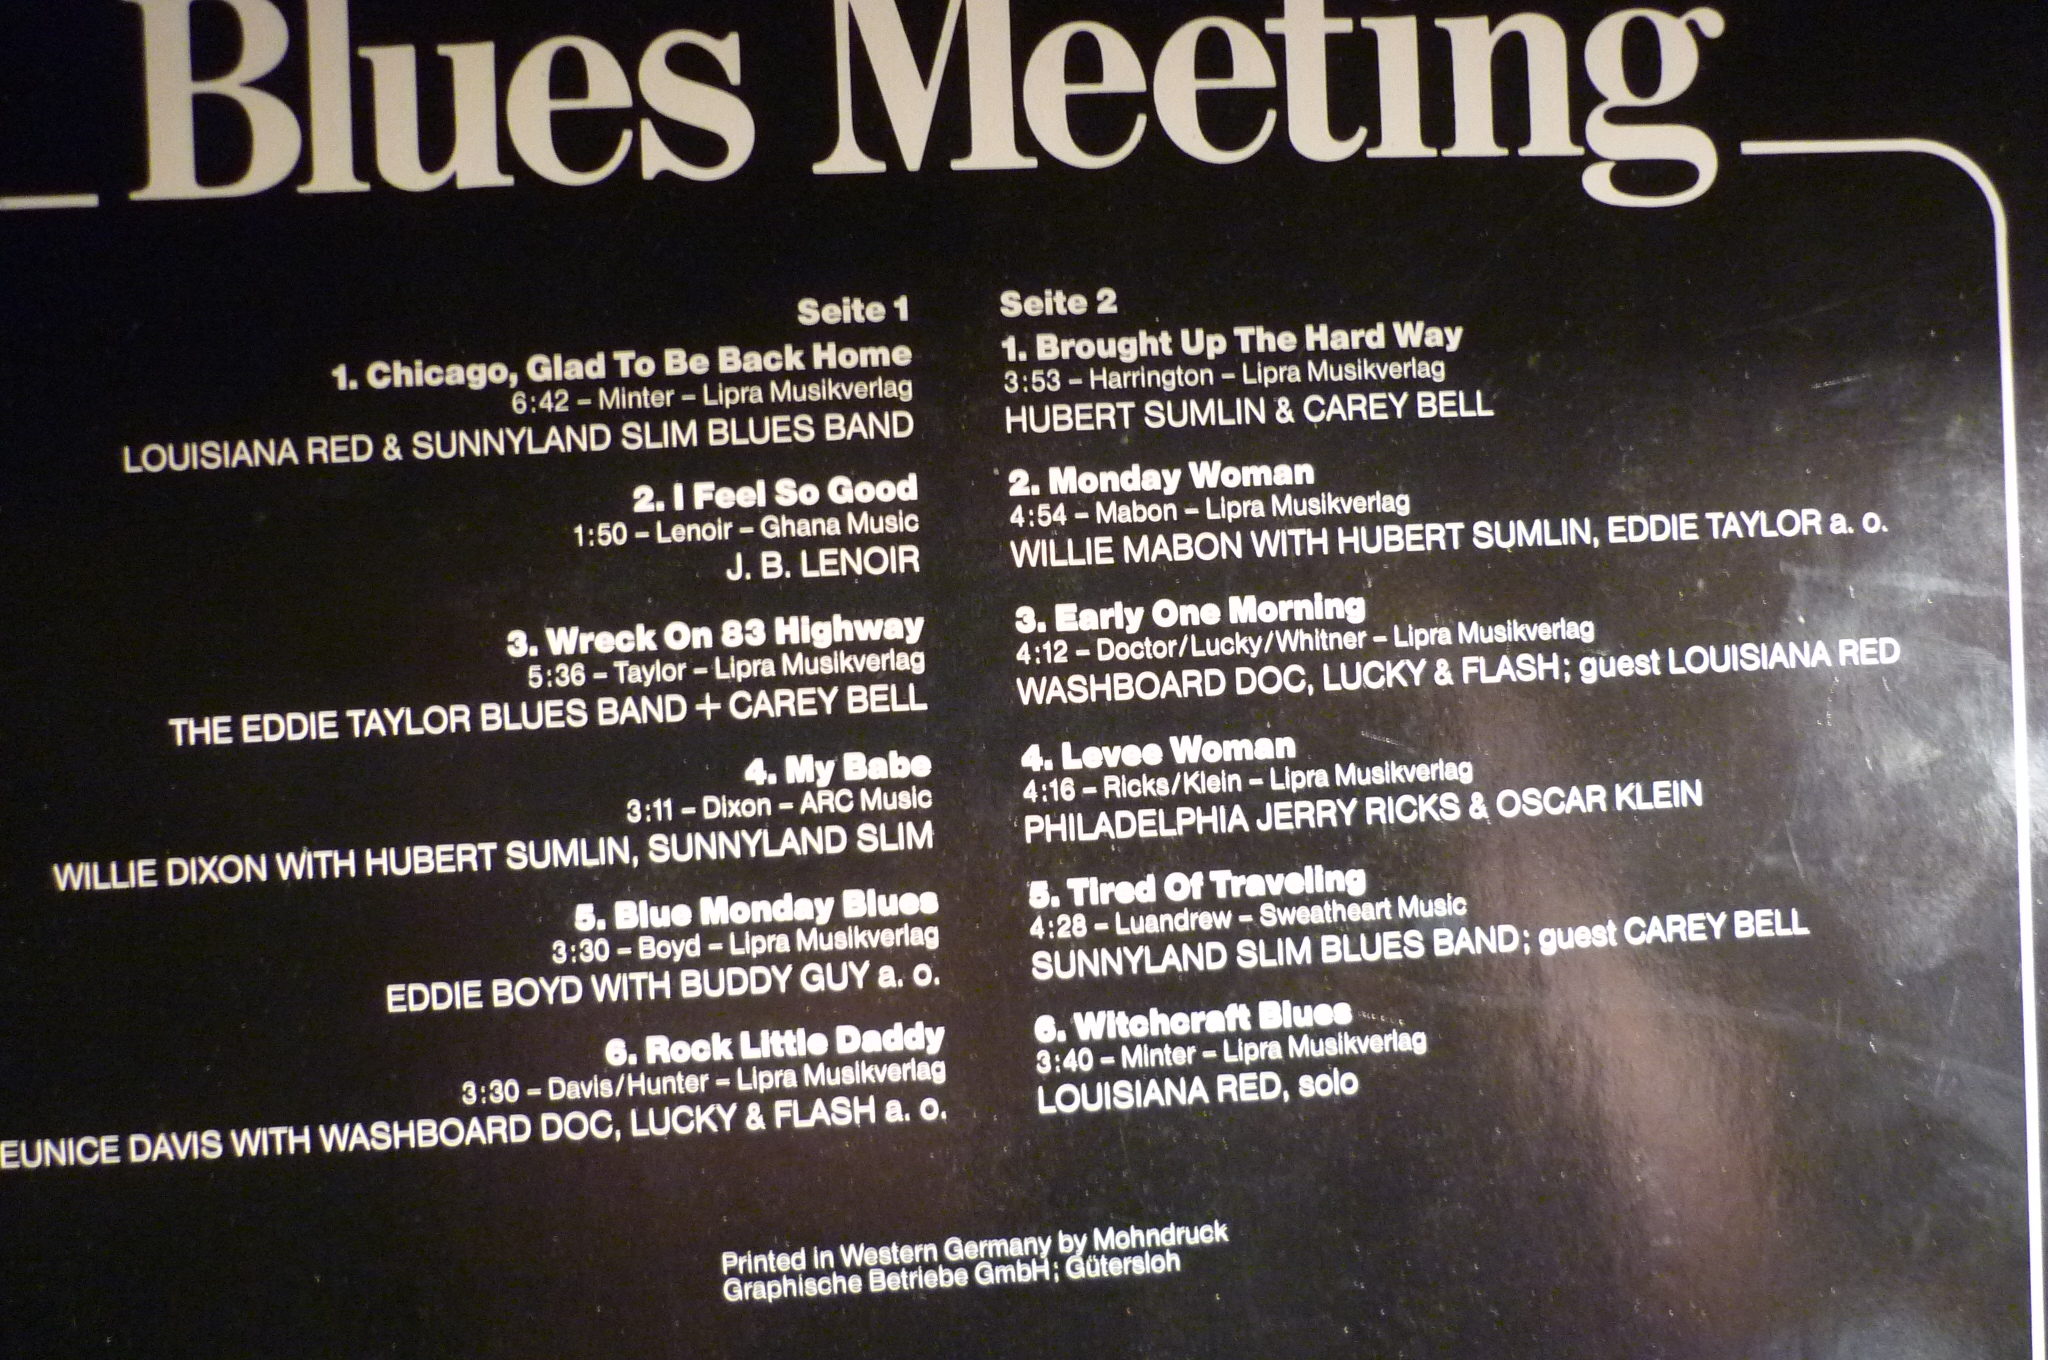 Blues Meeting
Seite 1
1. Chicago, Glad To Be Back Home
6:42 – Minter – Lipra Musikverlag
LOUISIANA RED & SUNNYLAND SLIM BLUES BAND
2. I Feel So Good
1:50 – Lenoir – Ghana Music
J. B. LENOIR
3. Wreck On 83 Highway
5:36 – Taylor – Lipra Musikverlag
THE EDDIE TAYLOR BLUES BAND + CAREY BELL
4. My Babe
3:11 – Dixon – ARC Music
WILLIE DIXON WITH HUBERT SUMLIN, SUNNYLAND SLIM
5. Blue Monday Blues
3:30 – Boyd – Lipra Musikverlag
EDDIE BOYD WITH BUDDY GUY a. o.
6. Rock Little Daddy
3:30 – Davis/Hunter – Lipra Musikverlag
EUNICE DAVIS WITH WASHBOARD DOC, LUCKY & FLASH a. o.
Seite 2
1. Brought Up The Hard Way
3:53 – Harrington – Lipra Musikverlag
HUBERT SUMLIN & CAREY BELL
2. Monday Woman
4:54 – Mabon – Lipra Musikverlag
WILLIE MABON WITH HUBERT SUMLIN, EDDIE TAYLOR a. o.
3. Early One Morning
4:12 – Doctor/Lucky/Whitner – Lipra Musikverlag
WASHBOARD DOC, LUCKY & FLASH; guest LOUISIANA RED
4. Levee Woman
4:16 – Ricks/Klein – Lipra Musikverlag
PHILADELPHIA JERRY RICKS & OSCAR KLEIN
5. Tired Of Traveling
4:28 – Luandrew – Sweatheart Music
SUNNYLAND SLIM BLUES BAND; guest CAREY BELL
6. Witchcraft Blues
3:40 – Minter – Lipra Musikverlag
LOUISIANA RED, solo
Printed in Western Germany by Mohndruck
Graphische Betriebe GmbH; Gütersloh